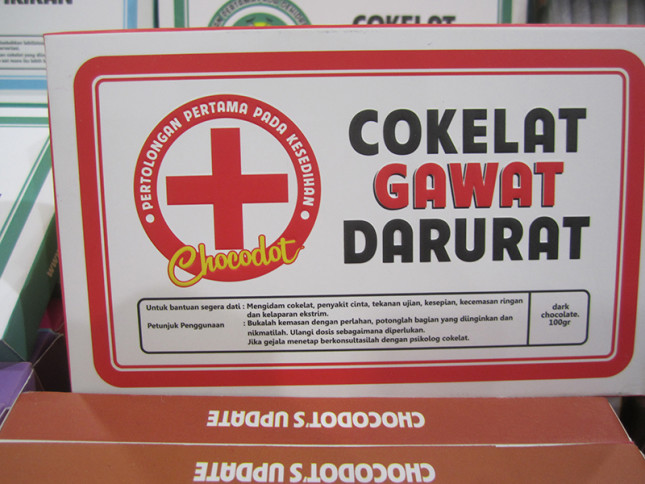 COKELAT
PERTOLONGAN PERTAMA PADA KESEDIHAN
Chocodot
COKELAT
GAWAT
DARURAT
Untuk bantuan segera dati : Mengidam cokelat, penyakit cinta, tekanan ujian, kesepian, kecemasan ringan
dan kelaparan ekstrim.
Petunjuk Penggunaan : Bukalah kemasan dengan perlahan, potonglah bagian yang diinginkan dan
nikmatilah. Ulangi dosis sebagaimana diperlukan.
Jika gejala menetap berkonsultasilah dengan psikolog cokelat.
dark
chocolate.
100gr
CHOCODOT'S UPDATE
CHOCODOT'S UPDATE